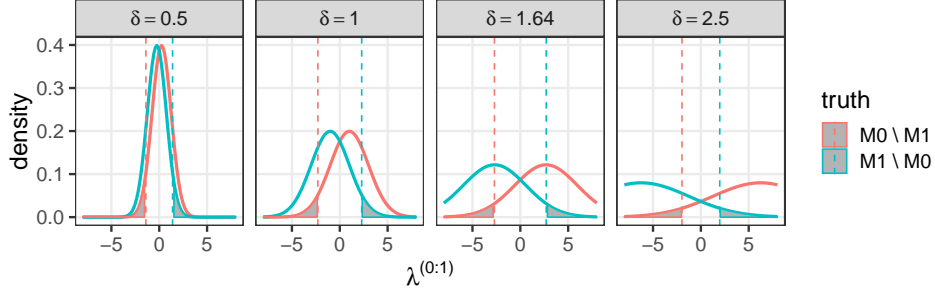 δ = 0.5
δ = 1
δ = 1.64
δ = 2.5
density
0.4
0.3
0.2
0.1
0.0
−5 0 5
−5 0 5
−5 0 5
−5 0 5
λ^(0:1)
truth
M0 \ M1
M1 \ M0